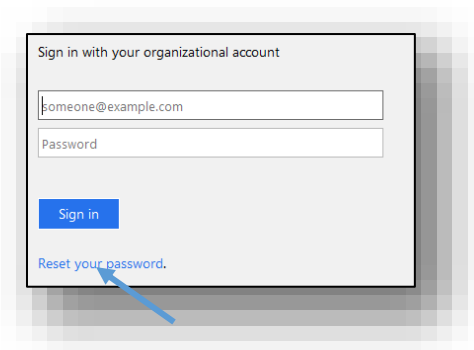 Sign in with your organizational account
someone@example.com
Password
Sign in
Reset your password.